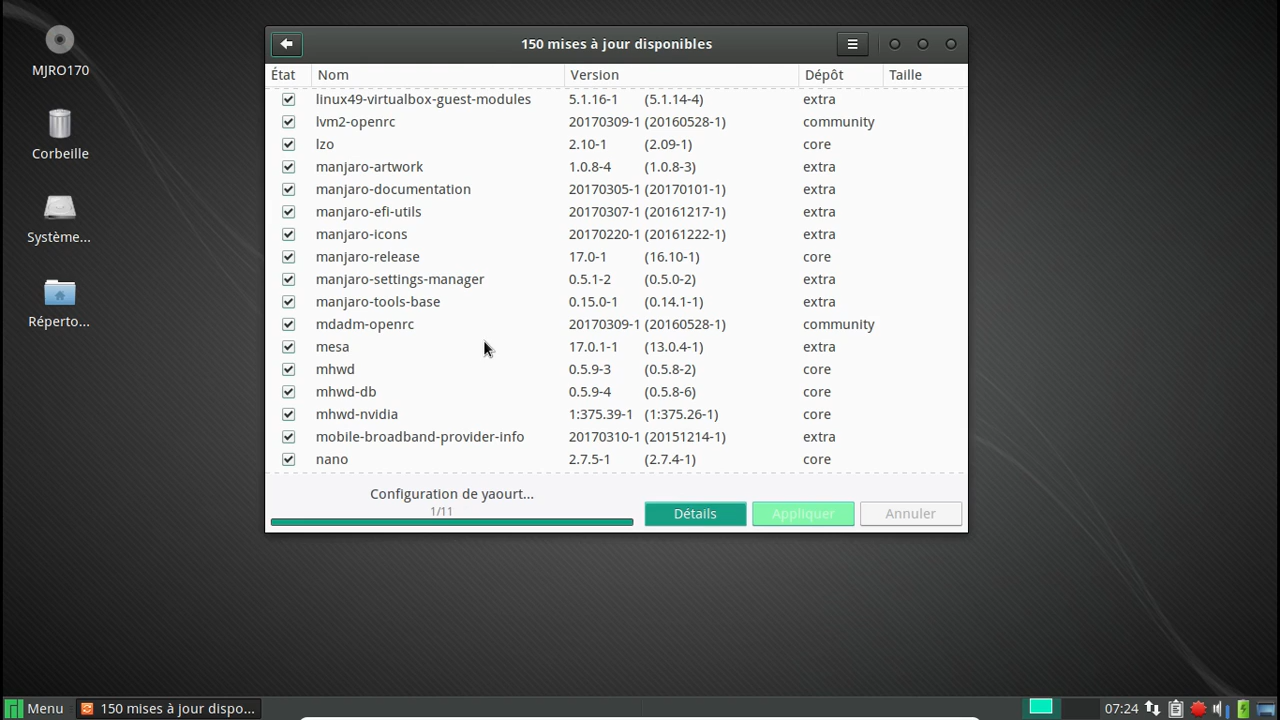 MJRO170
Corbeille
Système...
Réperto...
150 mises à jour disponibles
État Nom Version Dépôt Taille
linux49-virtualbox-guest-modules 5.1.16-1 (5.1.14-4) extra
lvm2-openrc 20170309-1 (20160528-1) community
lzo 2.10-1 (2.09-1) core
manjaro-artwork 1.0.8-4 (1.0.8-3) extra
manjaro-documentation 20170305-1 (20170101-1) extra
manjaro-efi-utils 20170307-1 (20161217-1) extra
manjaro-icons 20170220-1 (20161222-1) extra
manjaro-release 17.0-1 (16.10-1) core
manjaro-settings-manager 0.5.1-2 (0.5.0-2) extra
manjaro-tools-base 0.15.0-1 (0.14.1-1) extra
mdadm-openrc 20170309-1 (20160528-1) community
mesa 17.0.1-1 (13.0.4-1) extra
mhwd 0.5.9-3 (0.5.8-2) core
mhwd-db 0.5.9-4 (0.5.8-6) core
mhwd-nvidia 1:375.39-1 (1:375.26-1) core
mobile-broadband-provider-info 20170310-1 (20151214-1) extra
nano 2.7.5-1 (2.7.4-1) core
Configuration de yaourt...
1/11
Détails Appliquer Annuler
Menu 150 mises à jour dispo... 07:24